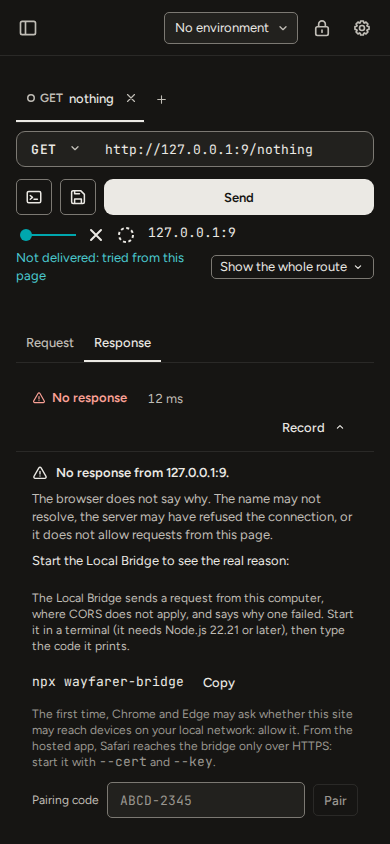 No environment
GET nothing
GET http://127.0.0.1:9/nothing
Send
127.0.0.1:9
Not delivered: tried from this
page
Show the whole route
Request Response
No response 12 ms
Record
No response from 127.0.0.1:9.
The browser does not say why. The name may not
resolve, the server may have refused the connection, or
it does not allow requests from this page.
Start the Local Bridge to see the real reason:
The Local Bridge sends a request from this computer,
where CORS does not apply, and says why one failed. Start
it in a terminal (it needs Node.js 22.21 or later), then type
the code it prints.
npx wayfarer-bridge Copy
The first time, Chrome and Edge may ask whether this site
may reach devices on your local network: allow it. From the
hosted app, Safari reaches the bridge only over HTTPS:
start it with --cert and --key.
Pairing code ABCD-2345 Pair